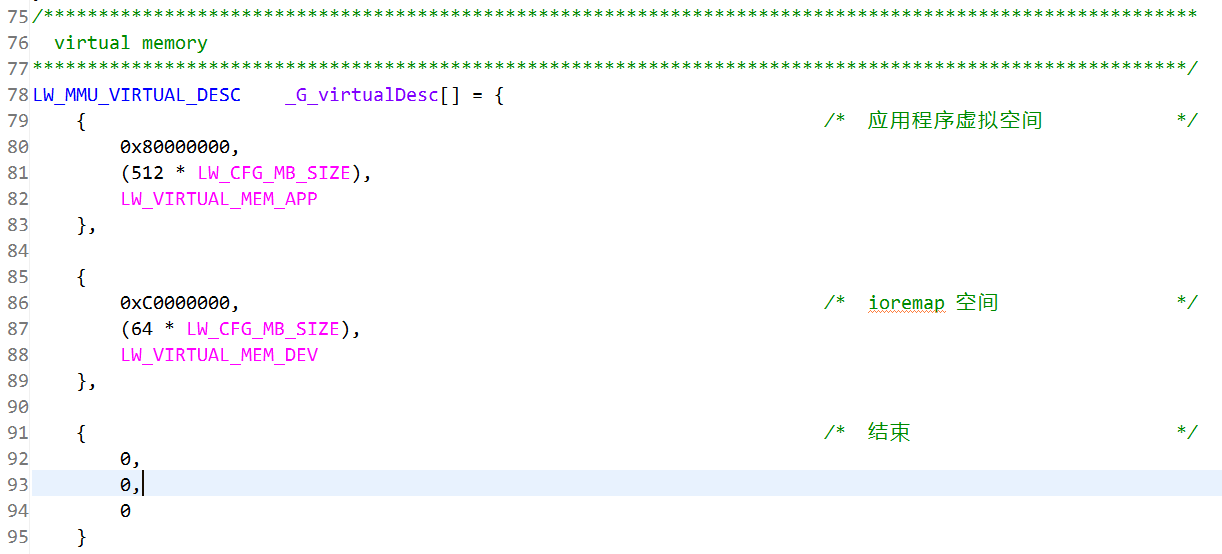 75 /*********************************************************************************************************
76   virtual memory
77 *********************************************************************************************************/
78 LW_MMU_VIRTUAL_DESC    _G_virtualDesc[] = {
79     {                                                                   /*  应用程序虚拟空间            */
80         0x80000000,
81         (512 * LW_CFG_MB_SIZE),
82         LW_VIRTUAL_MEM_APP
83     },
84
85     {
86         0xC0000000,                                                     /*  ioremap 空间                */
87         (64 * LW_CFG_MB_SIZE),
88         LW_VIRTUAL_MEM_DEV
89     },
90
91     {                                                                   /*  结束                        */
92         0,
93         0,
94         0
95     }